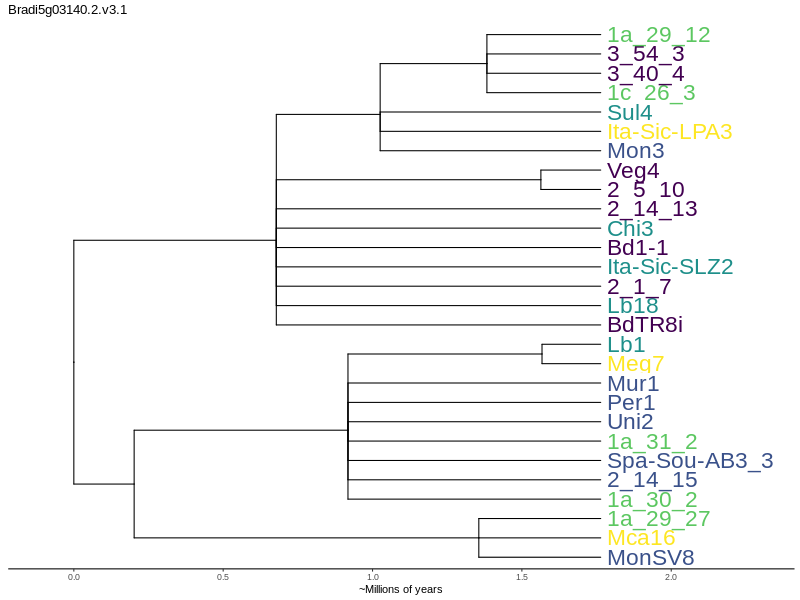 Bradi5g03140.2.v3.1
1a_29_12
3_54_3
3_40_4
1c_26_3
Sul4
Ita-Sic-LPA3
Mon3
Veg4
2_5_10
2_14_13
Chi3
Bd1-1
Ita-Sic-SLZ2
2_1_7
Lb18
BdTR8i
Lb1
Meq7
Mur1
Per1
Uni2
1a_31_2
Spa-Sou-AB3_3
2_14_15
1a_30_2
1a_29_27
Mca16
MonSV8
0.0 0.5 1.0 1.5 2.0
~Millions of years